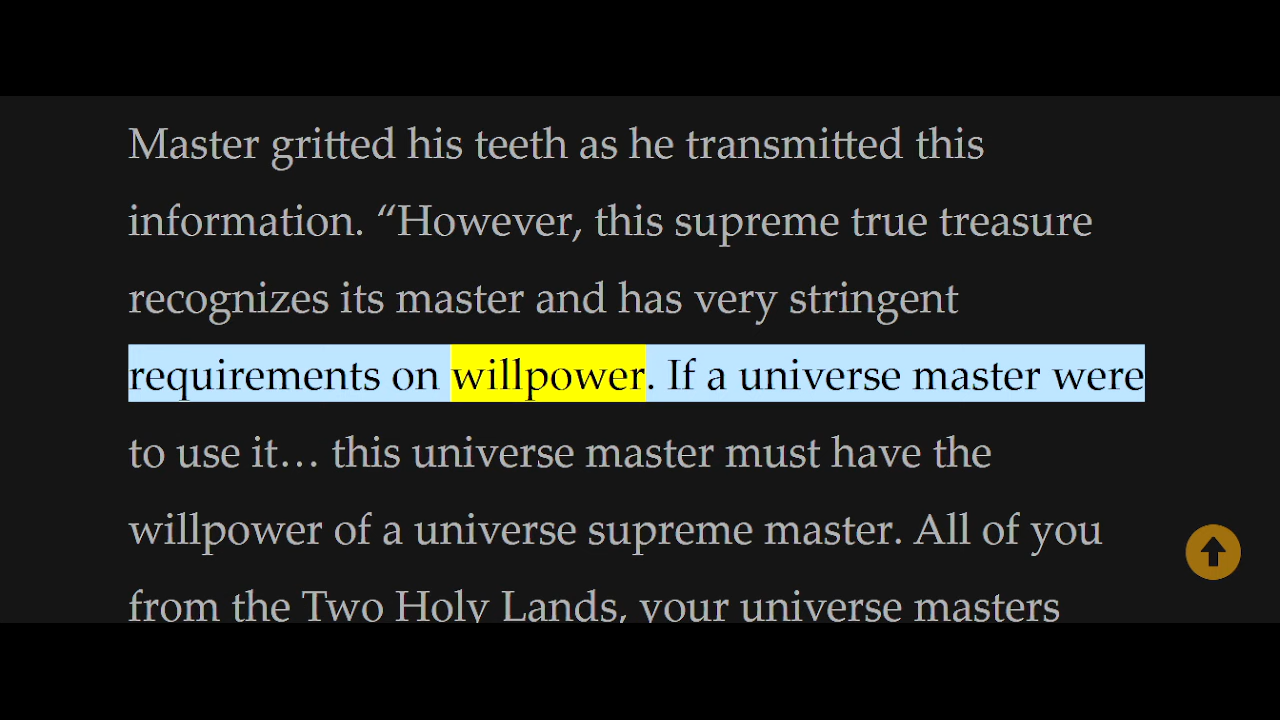 Master gritted his teeth as he transmitted this
information. “However, this supreme true treasure
recognizes its master and has very stringent
requirements on willpower. If a universe master were
to use it… this universe master must have the
willpower of a universe supreme master. All of you
from the Two Holy Lands, your universe masters